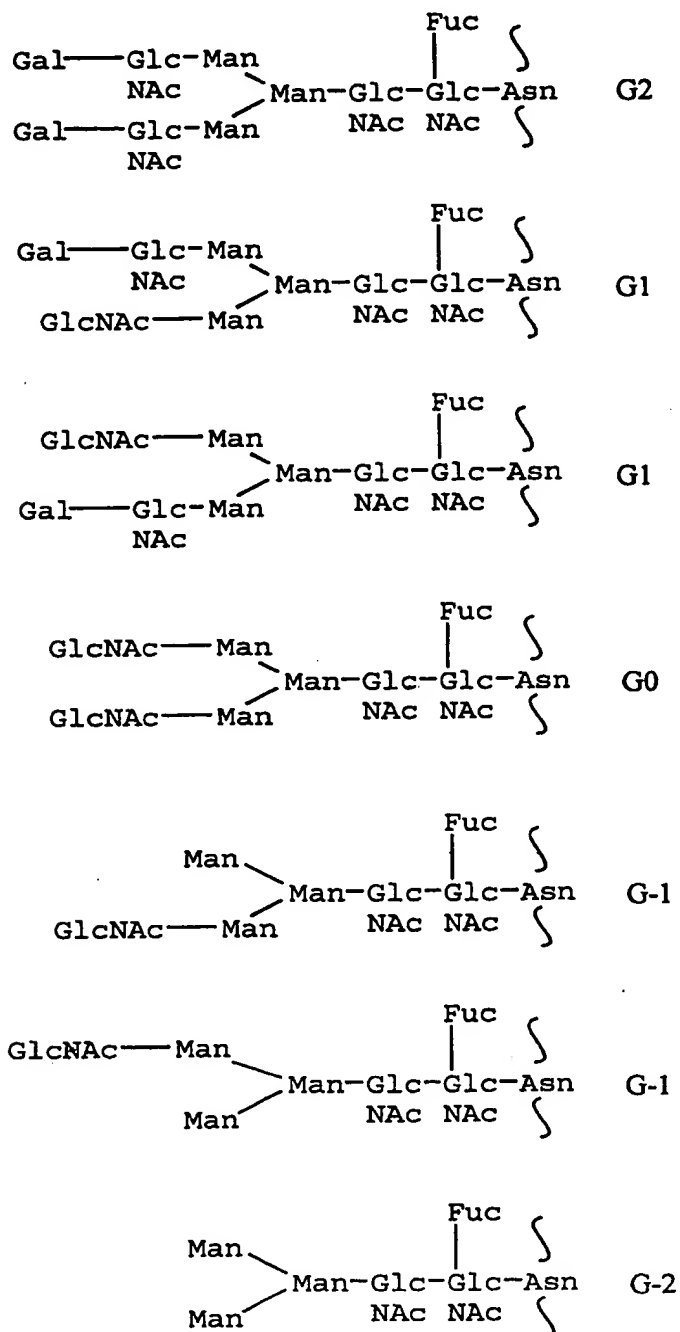 Fuc
Gal Glc-Man
NAc
Man-Glc-Glc-Asn G2
NAc NAc
Gal Glc-Man
NAc
Fuc
Gal Glc-Man
NAc
Man-Glc-Glc-Asn G1
NAc NAc
GlcNAc Man
Fuc
GlcNAc Man
Man-Glc-Glc-Asn G1
NAc NAc
Gal Glc-Man
NAc
Fuc
GlcNAc Man
Man-Glc-Glc-Asn G0
NAc NAc
GlcNAc Man
Fuc
Man
Man-Glc-Glc-Asn G-1
NAc NAc
GlcNAc Man
Fuc
GlcNAc Man
Man-Glc-Glc-Asn G-1
NAc NAc
Man
Fuc
Man
Man-Glc-Glc-Asn G-2
NAc NAc
Man